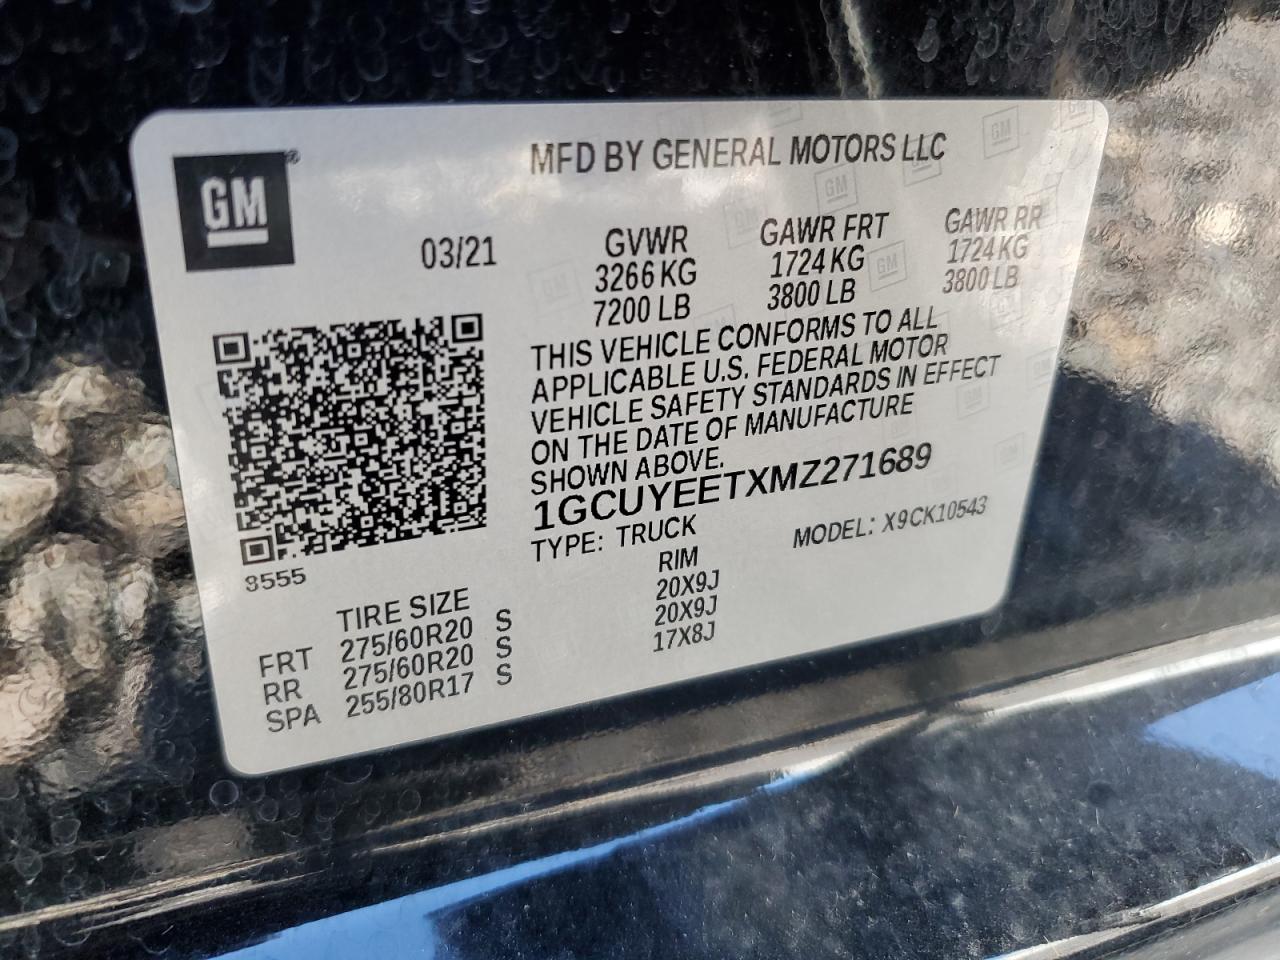 GM®
MFD BY GENERAL MOTORS LLC
03/21
GVWR GAWR FRT GAWR RR
3266 KG 1724 KG 1724 KG
7200 LB 3800 LB 3800 LB
THIS VEHICLE CONFORMS TO ALL
APPLICABLE U.S. FEDERAL MOTOR
VEHICLE SAFETY STANDARDS IN EFFECT
ON THE DATE OF MANUFACTURE
SHOWN ABOVE.
1GCUYEETXMZ271689
TYPE: TRUCK MODEL: X9CK10543
8555
TIRE SIZE RIM
FRT 275/60R20 S 20X9J
RR 275/60R20 S 20X9J
SPA 255/80R17 S 17X8J